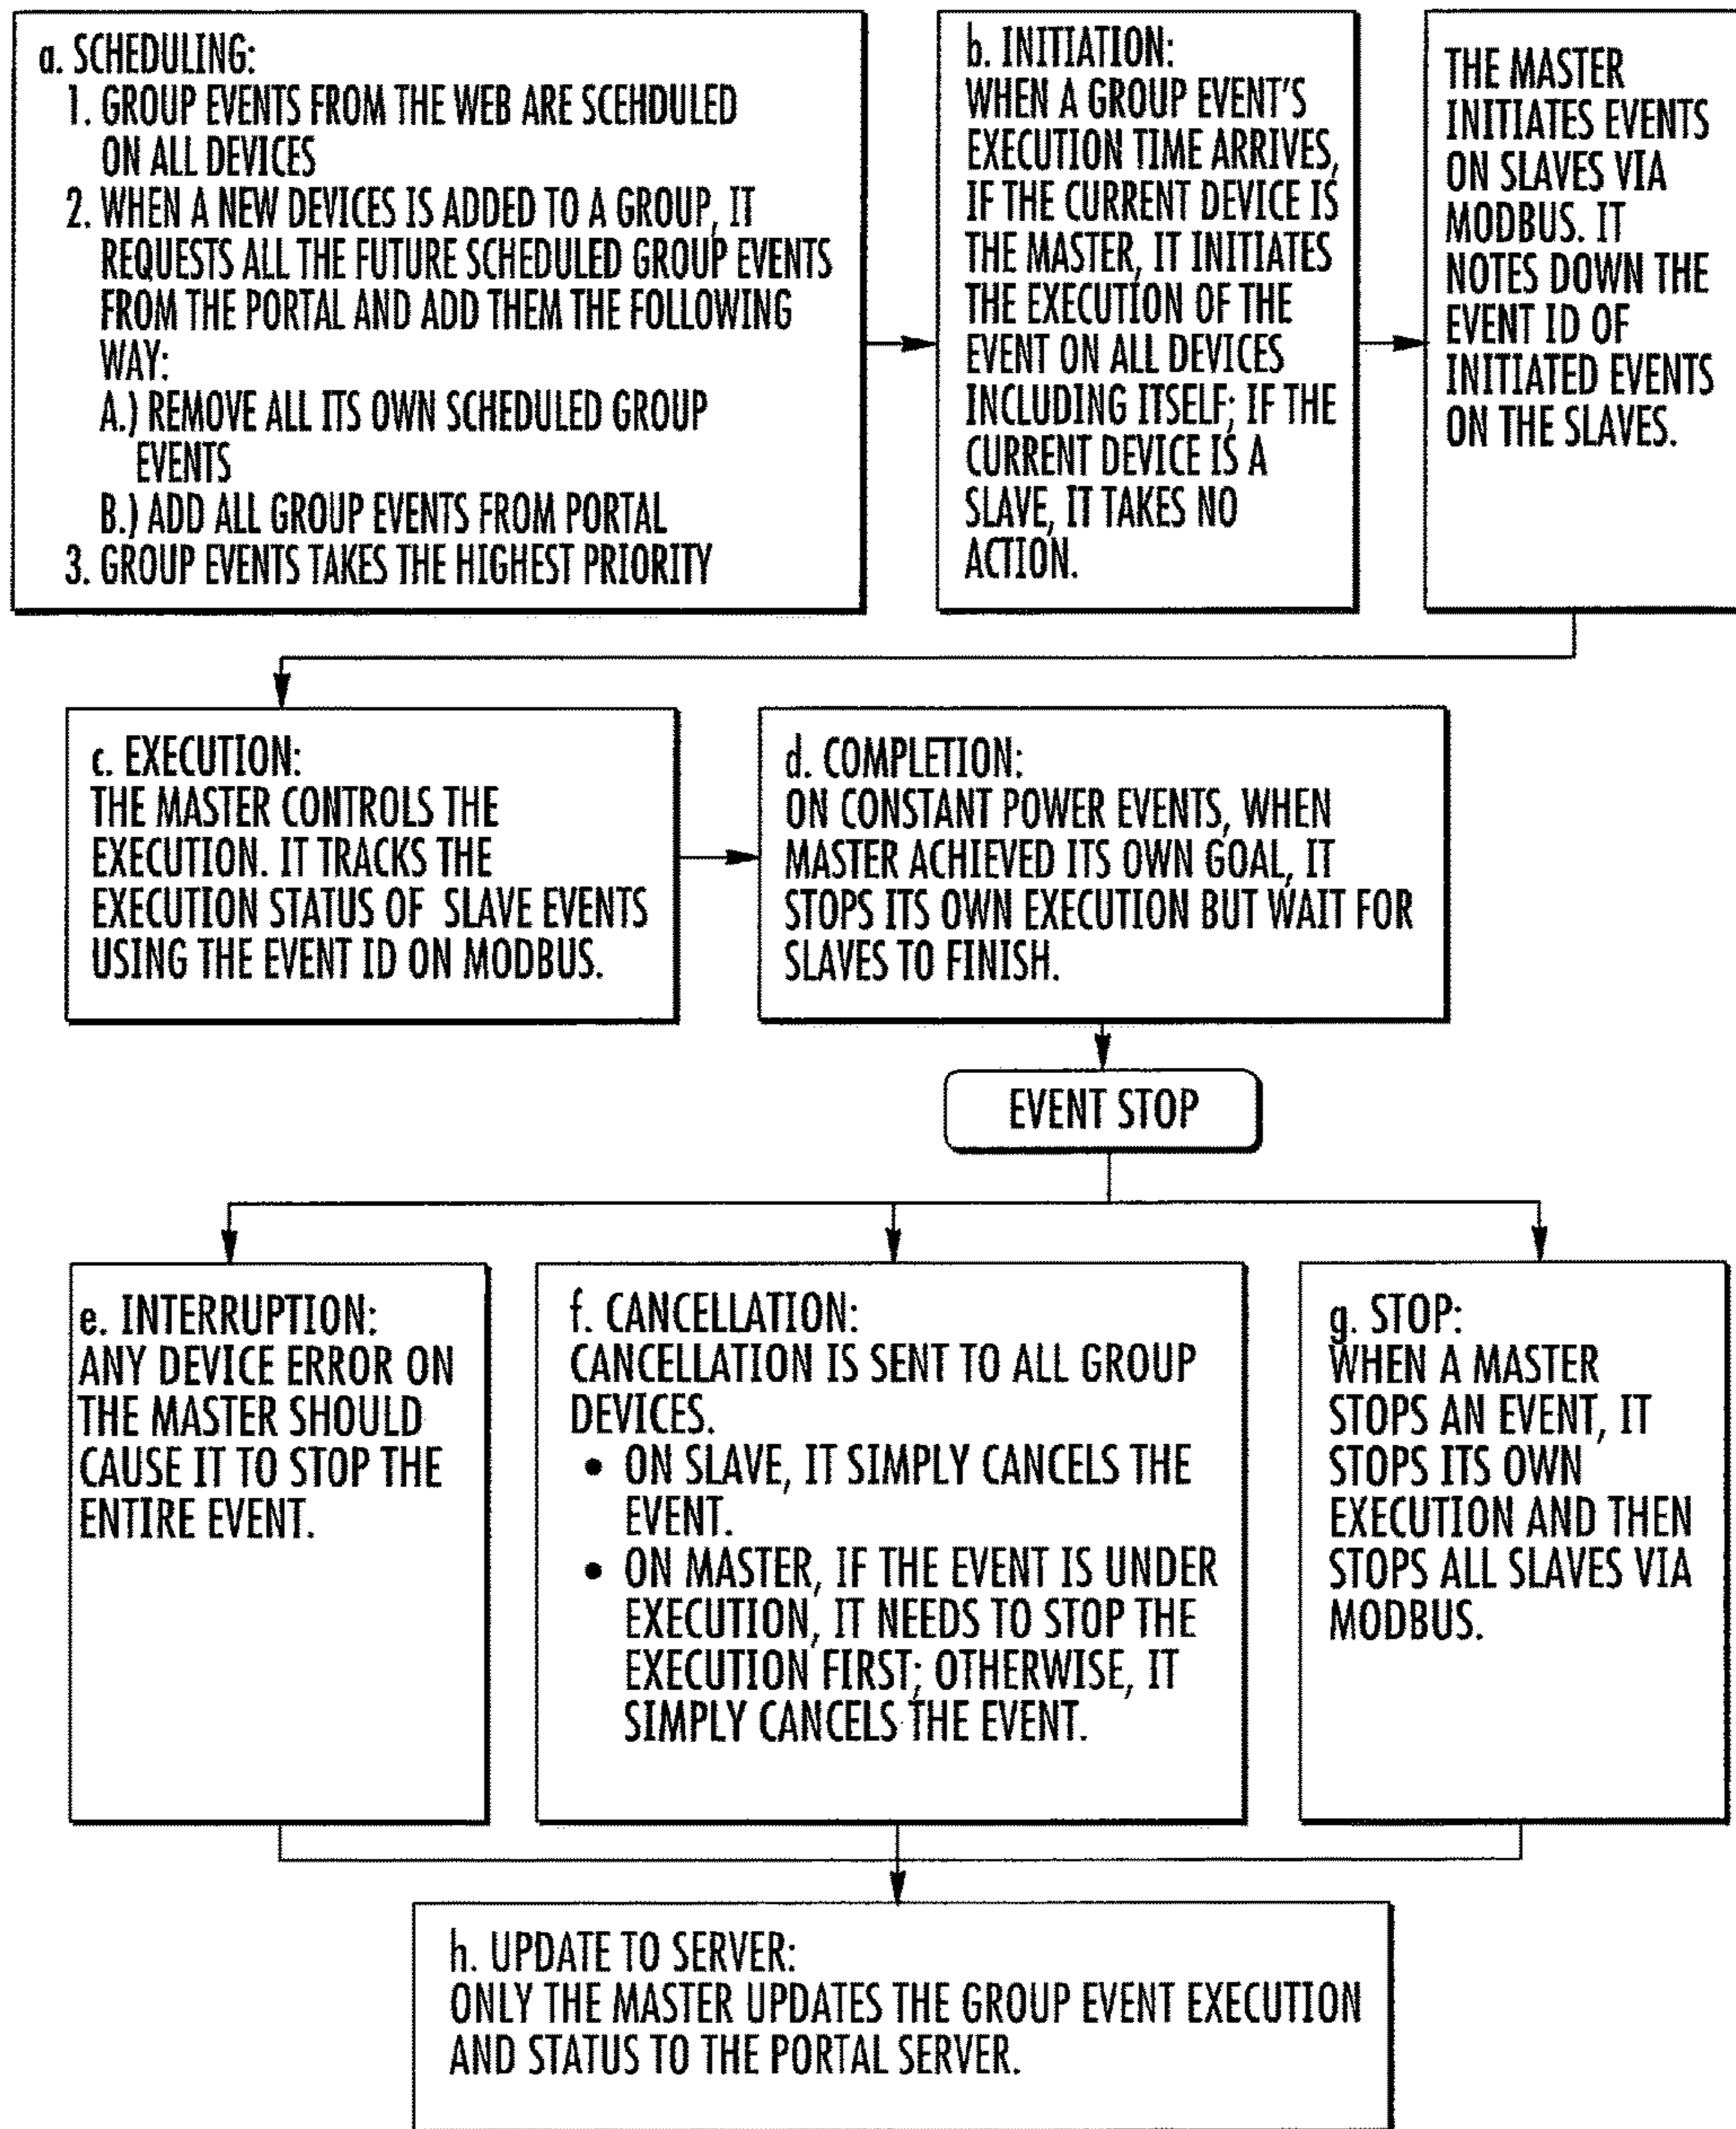 a. SCHEDULING:
1. GROUP EVENTS FROM THE WEB ARE SCEHDULED
ON ALL DEVICES
2. WHEN A NEW DEVICES IS ADDED TO A GROUP, IT
REQUESTS ALL THE FUTURE SCHEDULED GROUP EVENTS
FROM THE PORTAL AND ADD THEM THE FOLLOWING
WAY:
A.) REMOVE ALL ITS OWN SCHEDULED GROUP
EVENTS
B.) ADD ALL GROUP EVENTS FROM PORTAL
3. GROUP EVENTS TAKES THE HIGHEST PRIORITY
b. INITIATION:
WHEN A GROUP EVENT'S
EXECUTION TIME ARRIVES,
IF THE CURRENT DEVICE IS
THE MASTER, IT INITIATES
THE EXECUTION OF THE
EVENT ON ALL DEVICES
INCLUDING ITSELF; IF THE
CURRENT DEVICE IS A
SLAVE, IT TAKES NO
ACTION.
THE MASTER
INITIATES EVENTS
ON SLAVES VIA
MODBUS. IT
NOTES DOWN THE
EVENT ID OF
INITIATED EVENTS
ON THE SLAVES.
c. EXECUTION:
THE MASTER CONTROLS THE
EXECUTION. IT TRACKS THE
EXECUTION STATUS OF SLAVE EVENTS
USING THE EVENT ID ON MODBUS.
d. COMPLETION:
ON CONSTANT POWER EVENTS, WHEN
MASTER ACHIEVED ITS OWN GOAL, IT
STOPS ITS OWN EXECUTION BUT WAIT FOR
SLAVES TO FINISH.
EVENT STOP
e. INTERRUPTION:
ANY DEVICE ERROR ON
THE MASTER SHOULD
CAUSE IT TO STOP THE
ENTIRE EVENT.
f. CANCELLATION:
CANCELLATION IS SENT TO ALL GROUP
DEVICES.
• ON SLAVE, IT SIMPLY CANCELS THE
EVENT.
• ON MASTER, IF THE EVENT IS UNDER
EXECUTION, IT NEEDS TO STOP THE
EXECUTION FIRST; OTHERWISE, IT
SIMPLY CANCELS THE EVENT.
g. STOP:
WHEN A MASTER
STOPS AN EVENT, IT
STOPS ITS OWN
EXECUTION AND THEN
STOPS ALL SLAVES VIA
MODBUS.
h. UPDATE TO SERVER:
ONLY THE MASTER UPDATES THE GROUP EVENT EXECUTION
AND STATUS TO THE PORTAL SERVER.